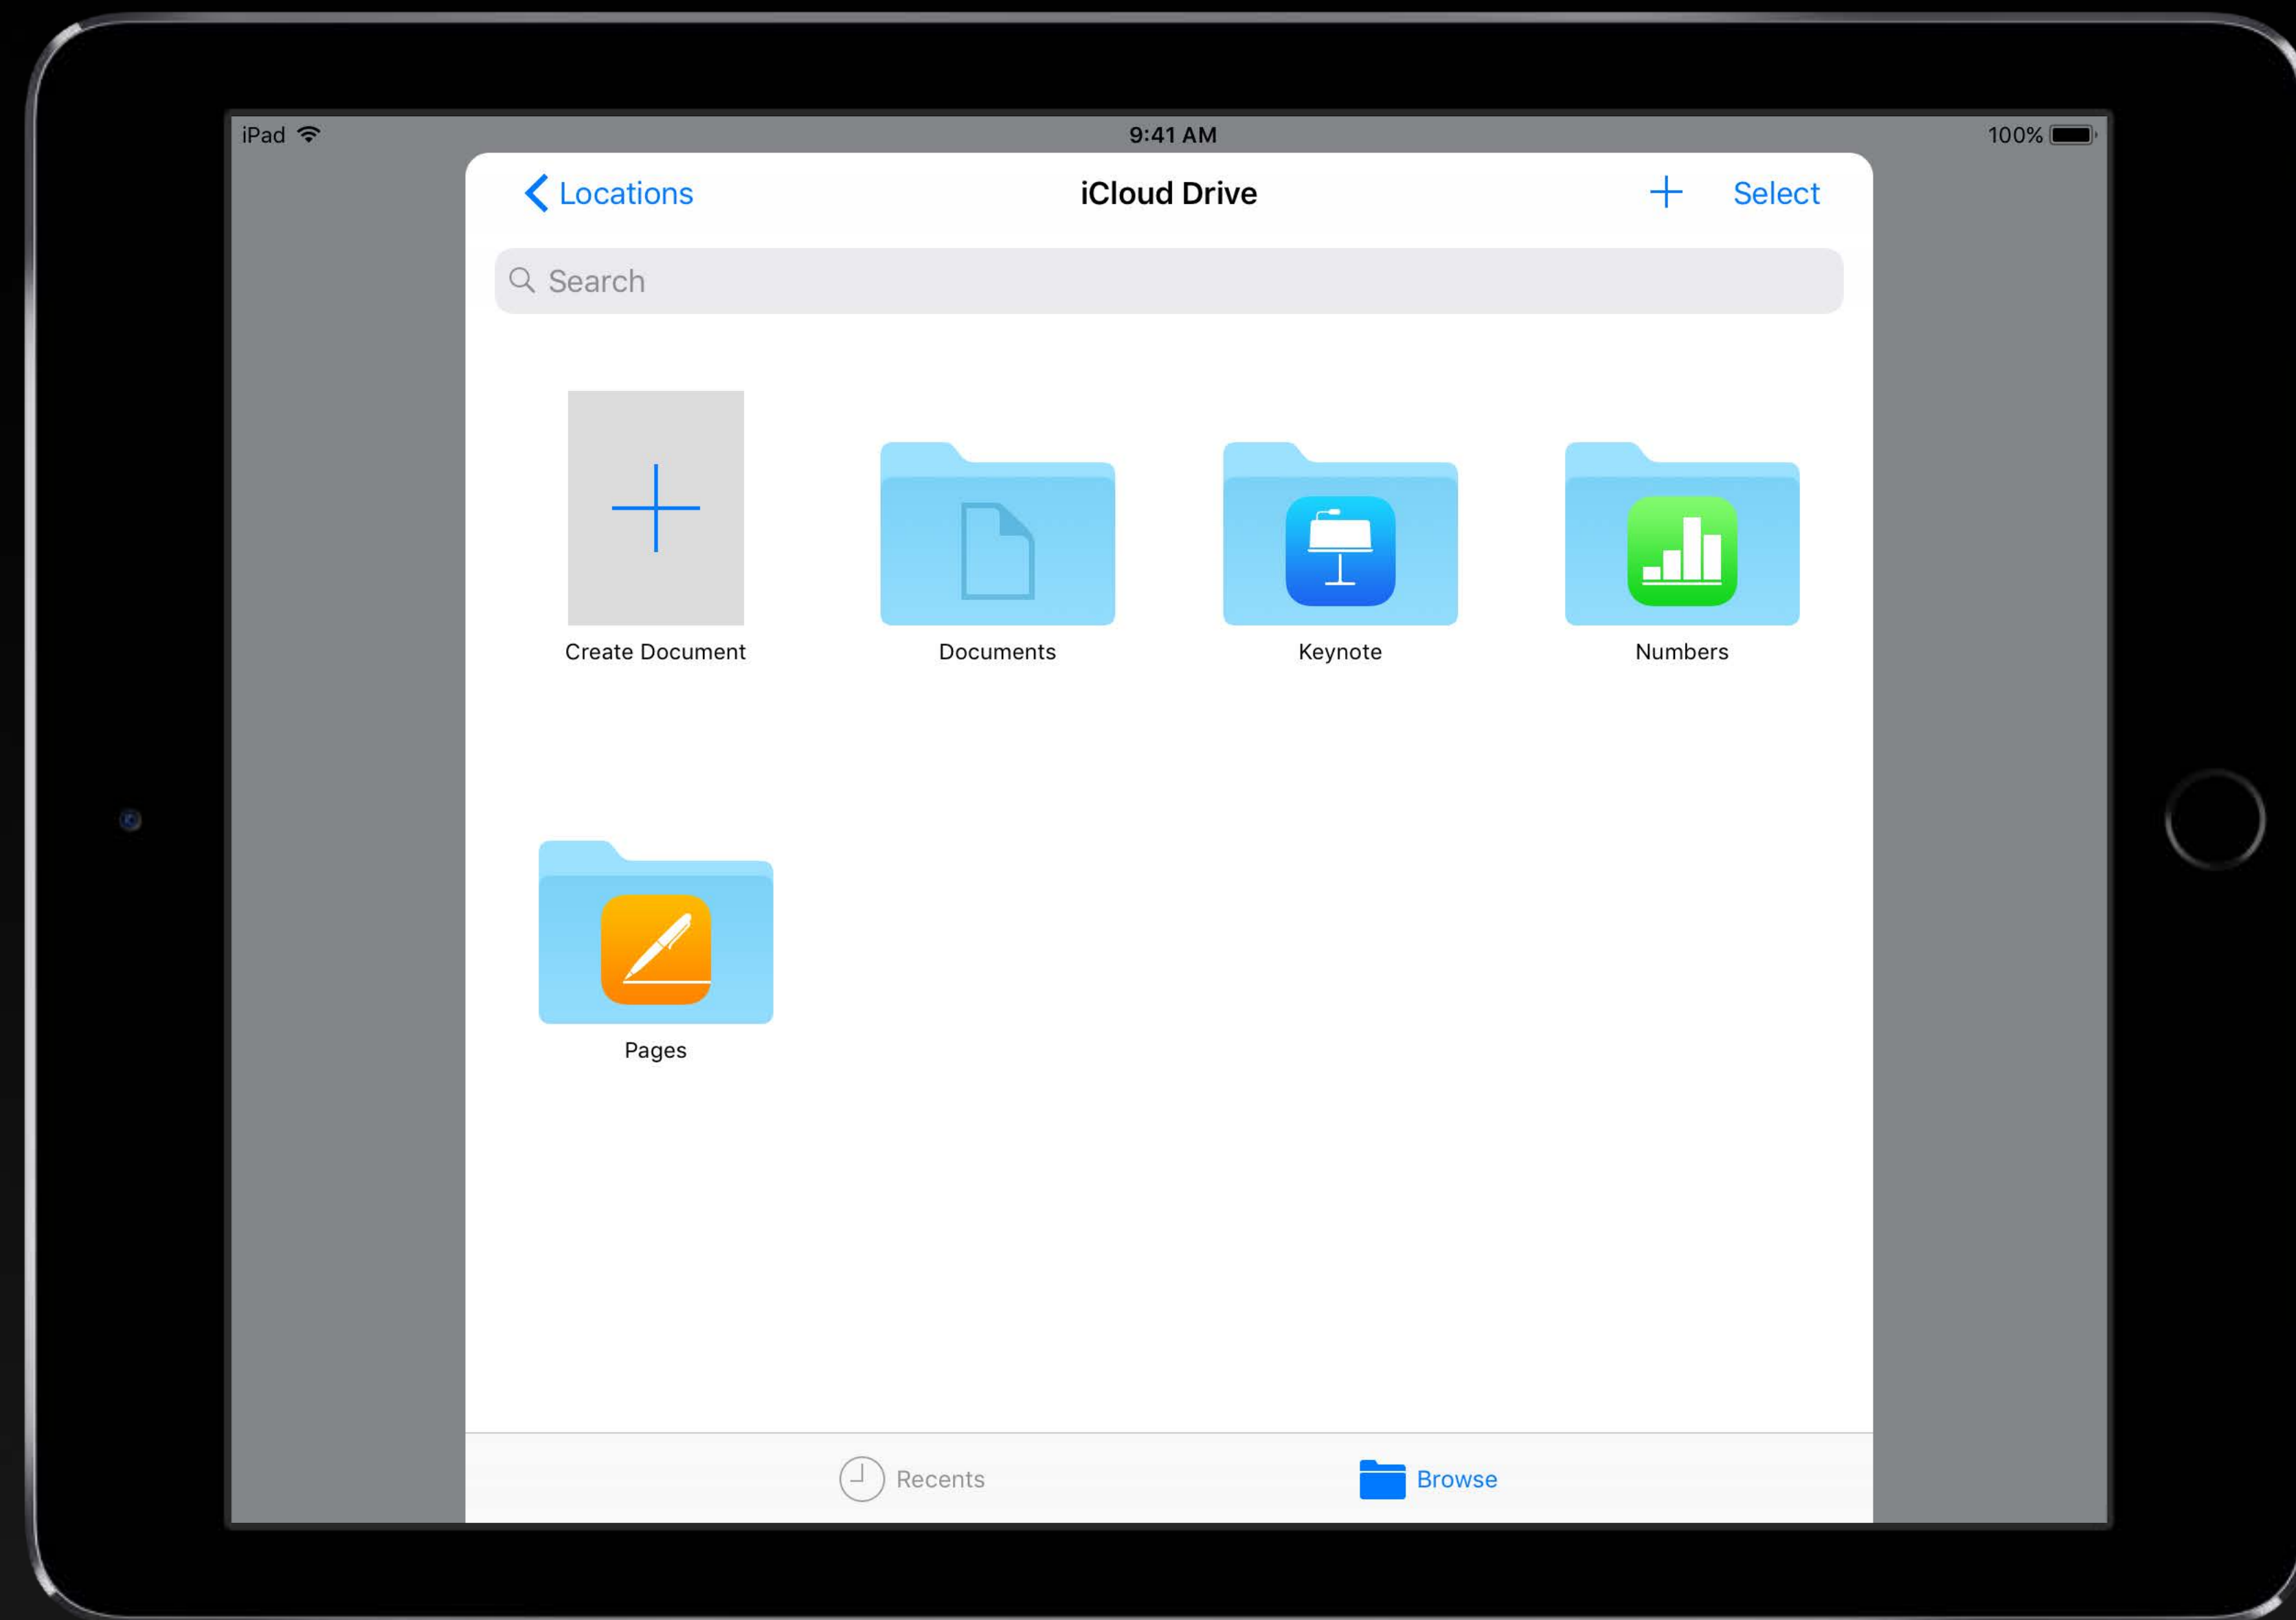 iPad 9:41 AM 100%
Locations iCloud Drive Select
Search
Create Document Documents Keynote Numbers
Pages
Recents Browse